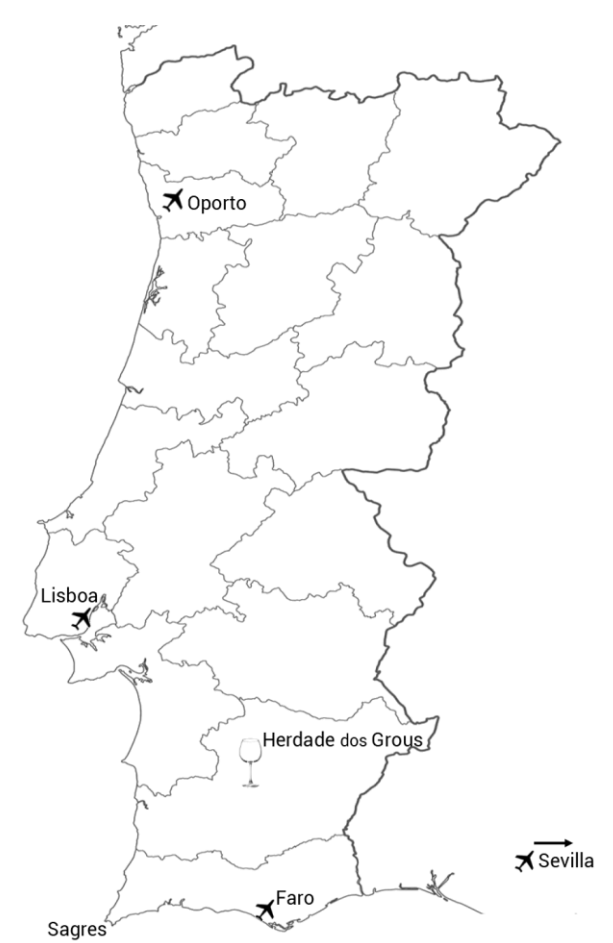 Oporto
Lisboa
Herdade dos Grous
Sevilla
Faro
Sagres